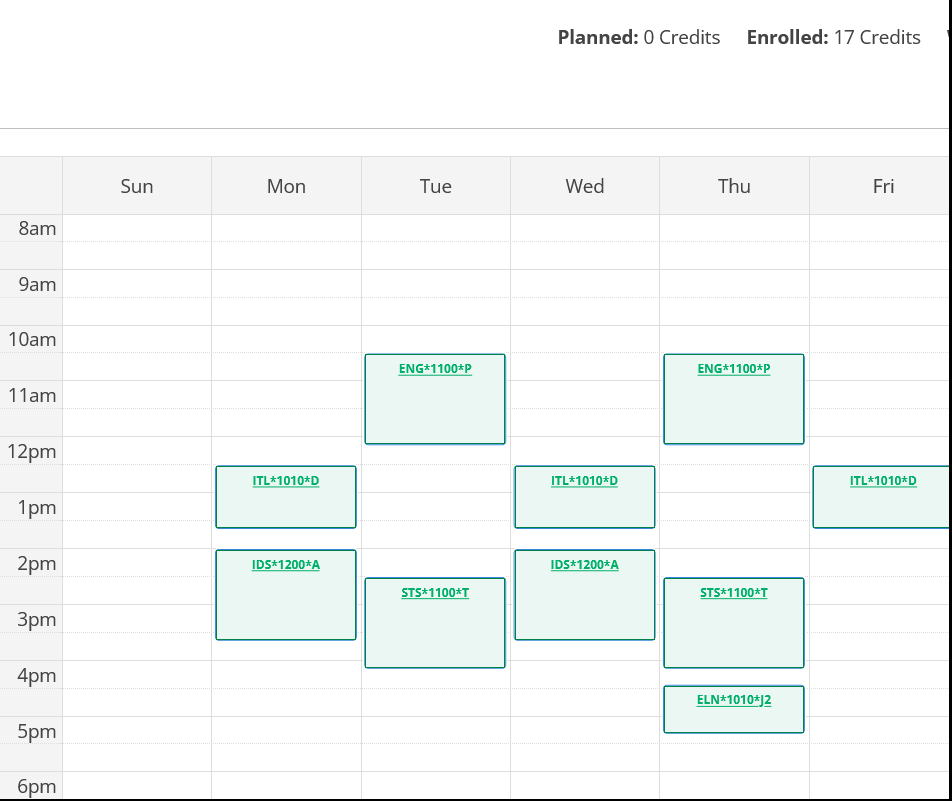 Planned: 0 Credits Enrolled: 17 Credits
Sun Mon Tue Wed Thu Fri
8am
9am
10am
ENG*1100*P ENG*1100*P
11am
12pm
ITL*1010*D ITL*1010*D ITL*1010*D
1pm
2pm
IDS*1200*A IDS*1200*A
STS*1100*T STS*1100*T
3pm
4pm
ELN*1010*J2
5pm
6pm